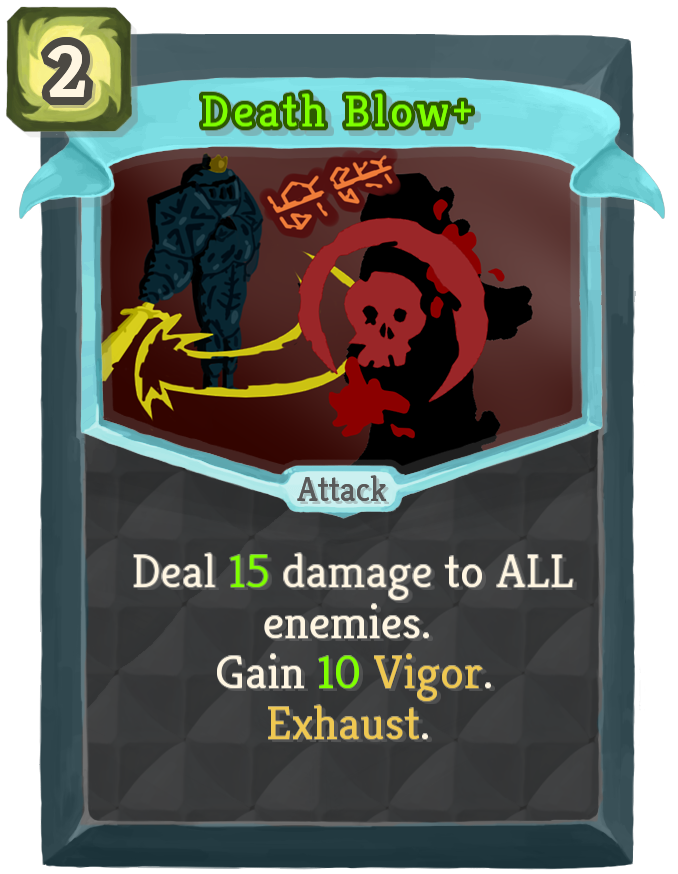 2
Death Blow+
Attack
Deal 15 damage to ALL
enemies.
Gain 10 Vigor.
Exhaust.